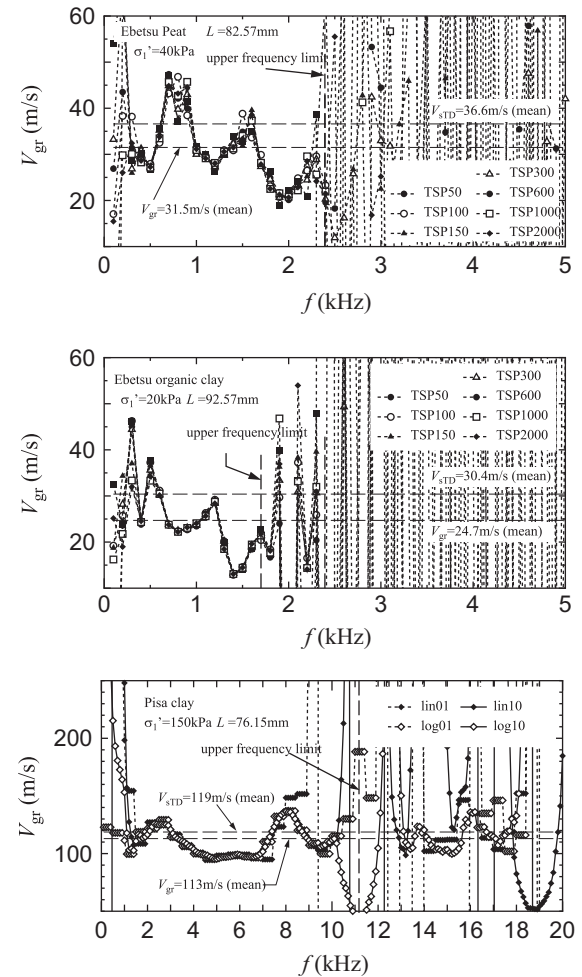 60
Ebetsu Peat L =82.57mm
σ1'=40kPa
upper frequency limit
40
VsTD=36.6m/s (mean)
Vgr=31.5m/s (mean)
20
TSP50
TSP100
TSP150
TSP300
TSP600
TSP1000
TSP2000
Vgr (m/s)
0 1 2 3 4 5
f (kHz)
60
Ebetsu organic clay
σ1'=20kPa L=92.57mm
upper frequency limit
40
TSP50
TSP100
TSP150
TSP300
TSP600
TSP1000
TSP2000
VsTD=30.4m/s (mean)
Vgr=24.7m/s (mean)
20
Vgr (m/s)
0 1 2 3 4 5
f (kHz)
Pisa clay
σ1'=150kPa L =76.15mm
upper frequency limit
lin01 lin10
log01 log10
200
VsTD=119m/s (mean)
100
Vgr=113m/s (mean)
Vgr (m/s)
0 2 4 6 8 10 12 14 16 18 20
f (kHz)